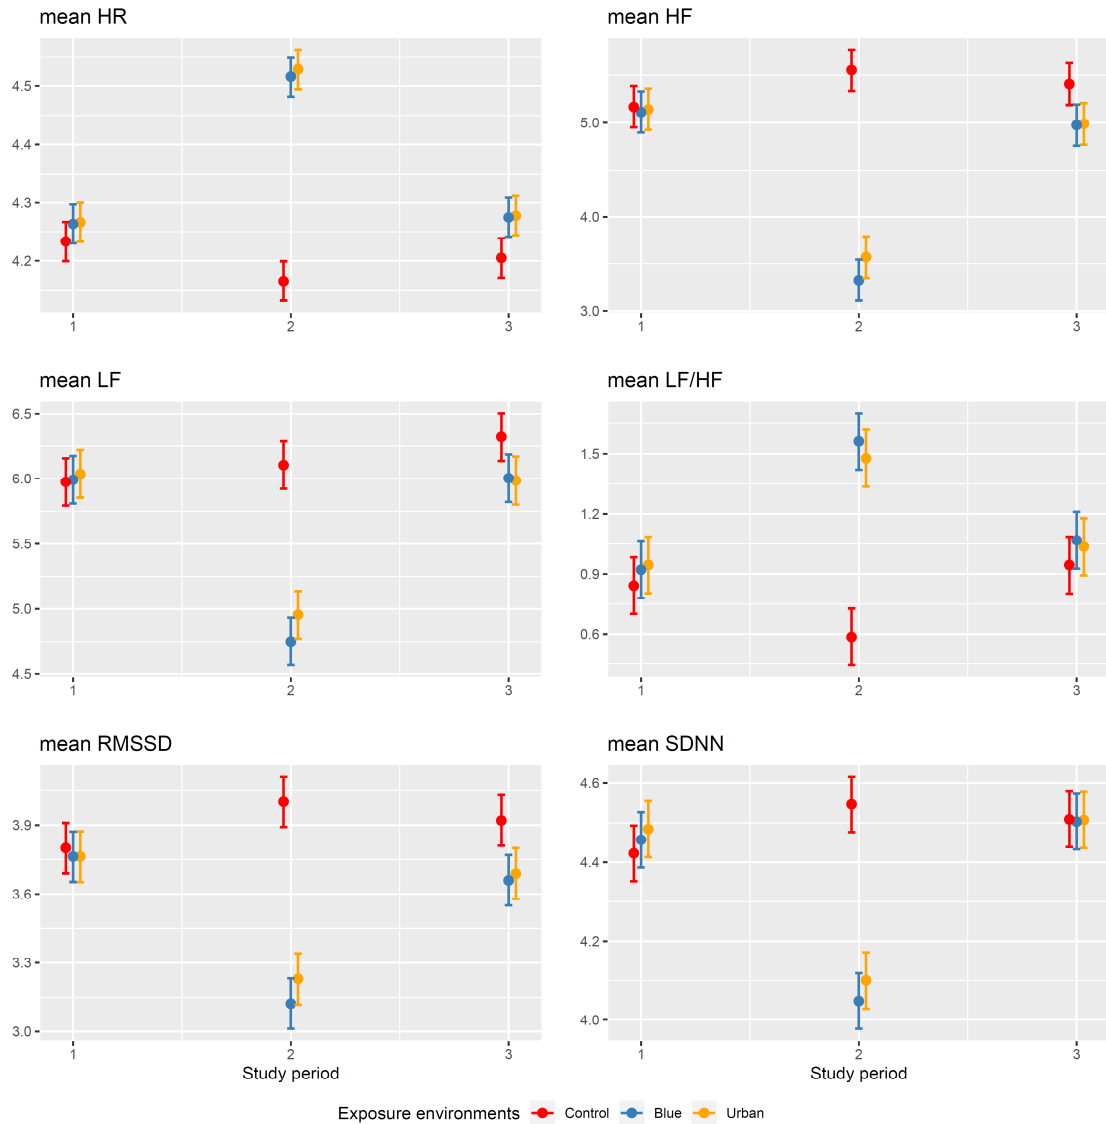 mean HR
4.5
4.4
4.3
4.2
1 2 3
mean HF
5.0
4.0
3.0
1 2 3
mean LF
6.5
6.0
5.5
5.0
4.5
1 2 3
mean LF/HF
1.5
1.2
0.9
0.6
1 2 3
mean RMSSD
3.9
3.6
3.3
3.0
1 2 3
Study period
mean SDNN
4.6
4.4
4.2
4.0
1 2 3
Study period
Exposure environments Control Blue Urban